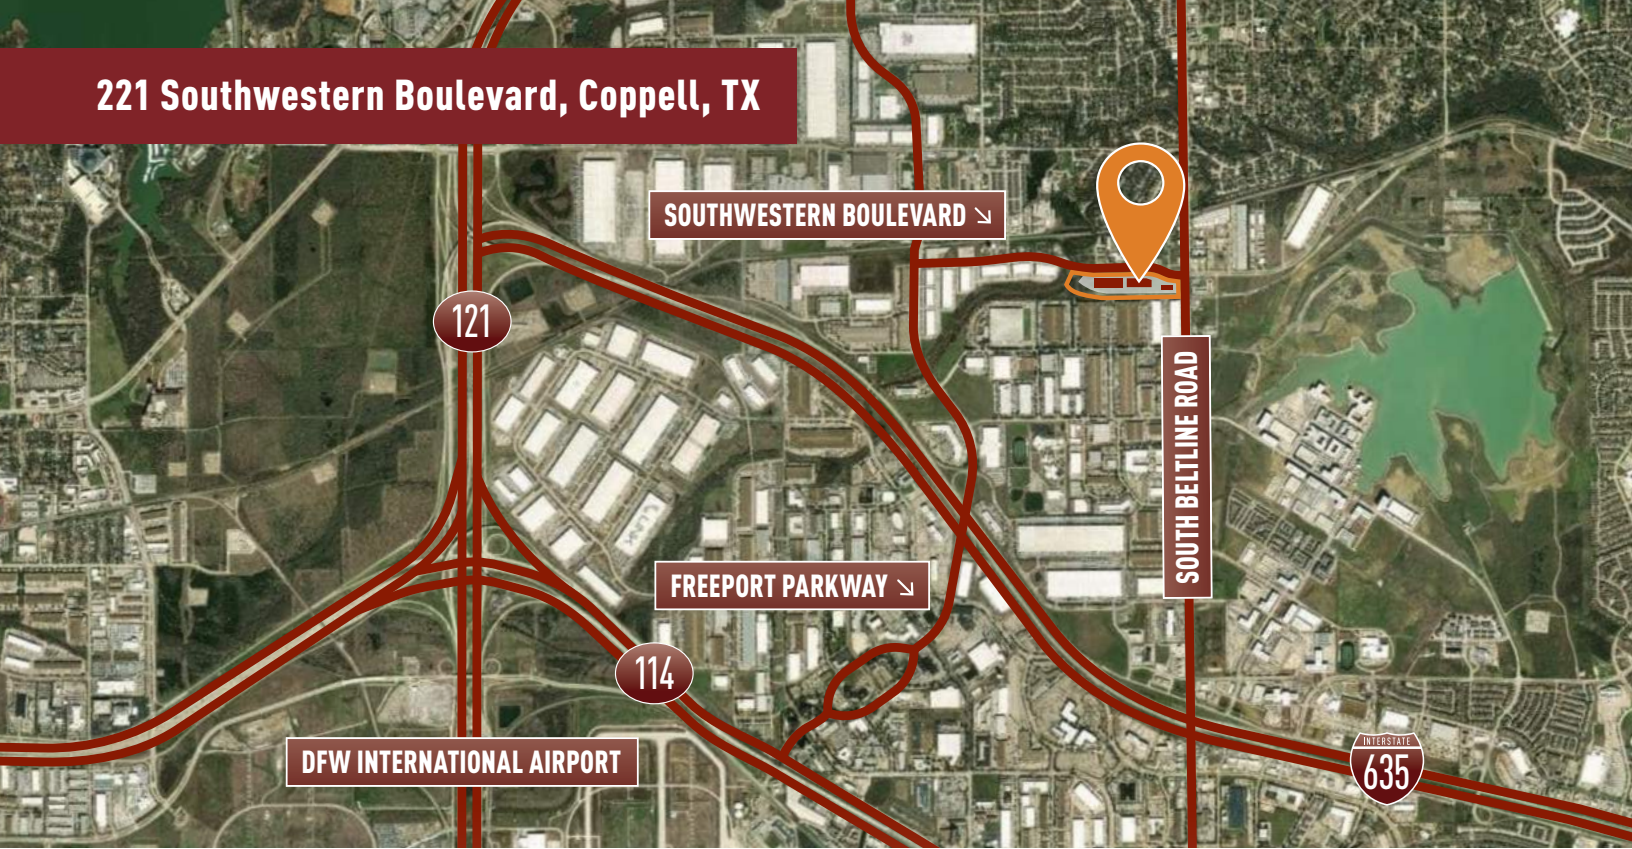 221 Southwestern Boulevard, Coppell, TX
SOUTHWESTERN BOULEVARD ↘
121
SOUTH BELTLINE ROAD
FREEPORT PARKWAY ↘
114
DFW INTERNATIONAL AIRPORT
INTERSTATE
635